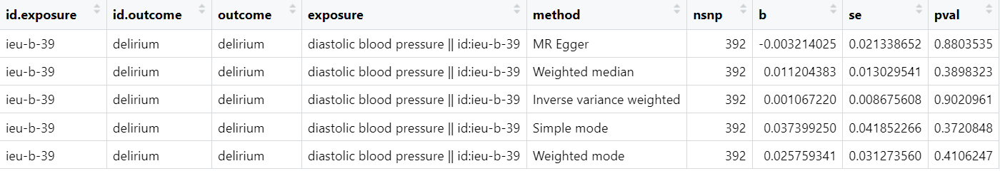 id.exposure id.outcome outcome exposure method nsnp b se pval
ieu-b-39 delirium delirium diastolic blood pressure || id:ieu-b-39 MR Egger 392 -0.003214025 0.021338652 0.8803535
ieu-b-39 delirium delirium diastolic blood pressure || id:ieu-b-39 Weighted median 392 0.011204383 0.013029541 0.3898323
ieu-b-39 delirium delirium diastolic blood pressure || id:ieu-b-39 Inverse variance weighted 392 0.001067220 0.008675608 0.9020961
ieu-b-39 delirium delirium diastolic blood pressure || id:ieu-b-39 Simple mode 392 0.037399250 0.041852266 0.3720848
ieu-b-39 delirium delirium diastolic blood pressure || id:ieu-b-39 Weighted mode 392 0.025759341 0.031273560 0.4106247